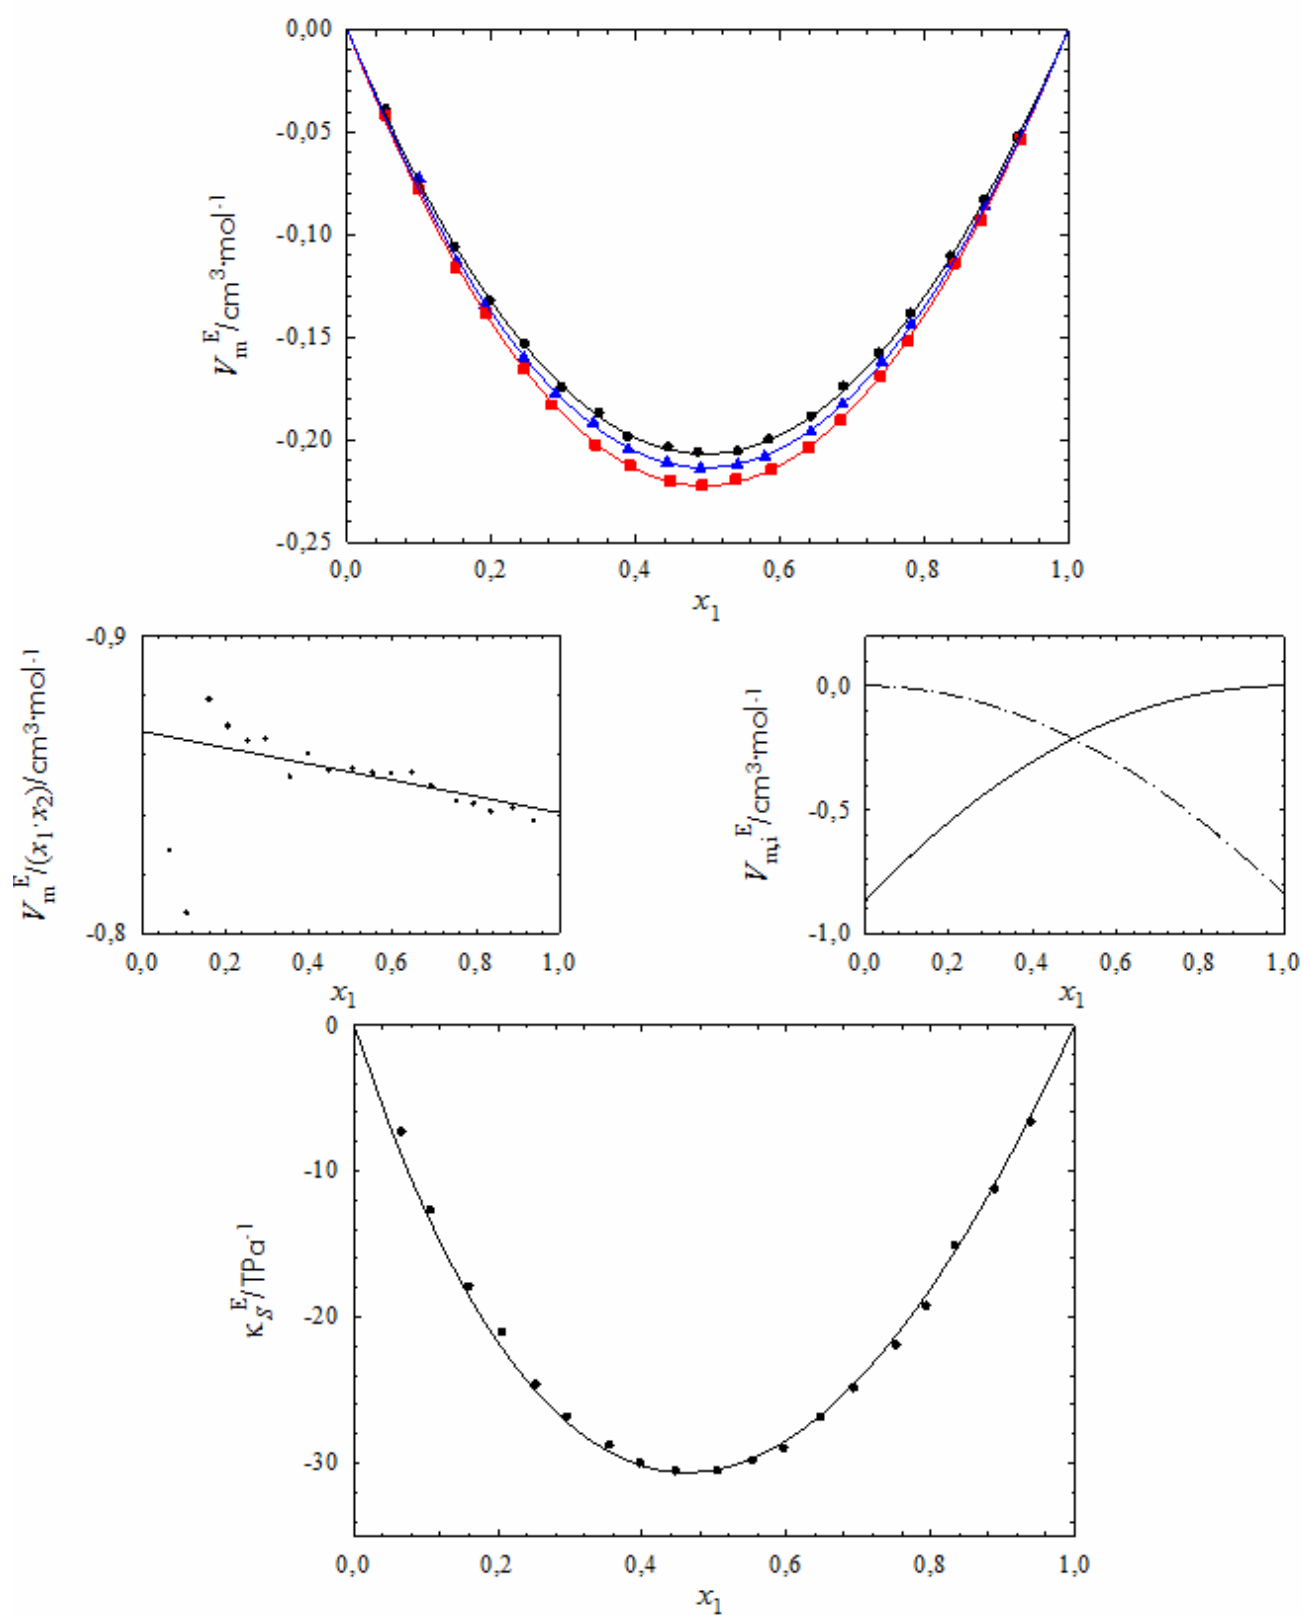 0,00
-0,05
-0,10
-0,15
-0,20
-0,25
V_m^E/cm³·mol⁻¹
0,0 0,2 0,4 0,6 0,8 1,0
x₁
-0,9
-0,8
V_m^E/(x₁·x₂)/cm³·mol⁻¹
0,0 0,2 0,4 0,6 0,8 1,0
x₁
0,0
-0,5
-1,0
V_m,i^E/cm³·mol⁻¹
0,0 0,2 0,4 0,6 0,8 1,0
x₁
0
-10
-20
-30
κ_S^E/TPa⁻¹
0,0 0,2 0,4 0,6 0,8 1,0
x₁